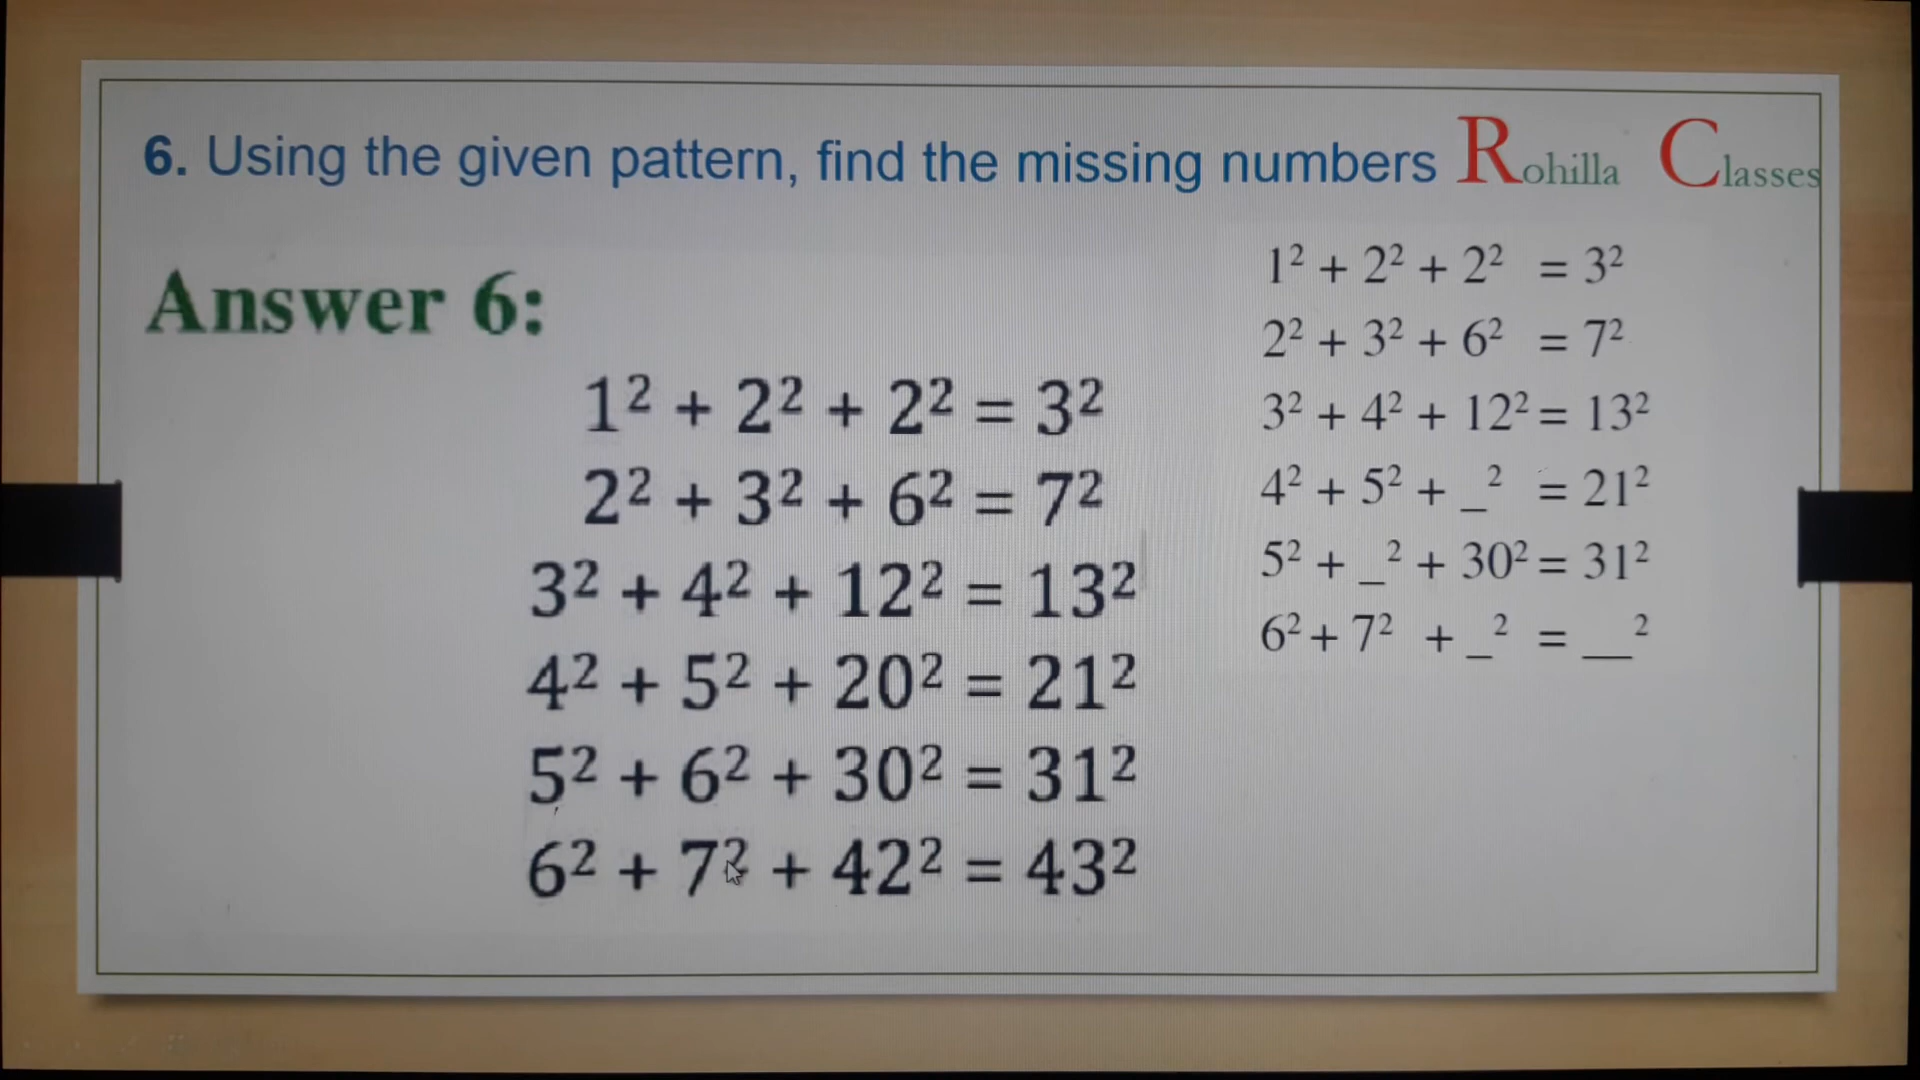 6. Using the given pattern, find the missing numbers Rohilla Classes
Answer 6:
1² + 2² + 2² = 3²
2² + 3² + 6² = 7²
3² + 4² + 12² = 13²
4² + 5² + 20² = 21²
5² + 6² + 30² = 31²
6² + 7² + 42² = 43²
1² + 2² + 2² = 3²
2² + 3² + 6² = 7²
3² + 4² + 12² = 13²
4² + 5² + _² = 21²
5² + _² + 30² = 31²
6² + 7² + _² = __²